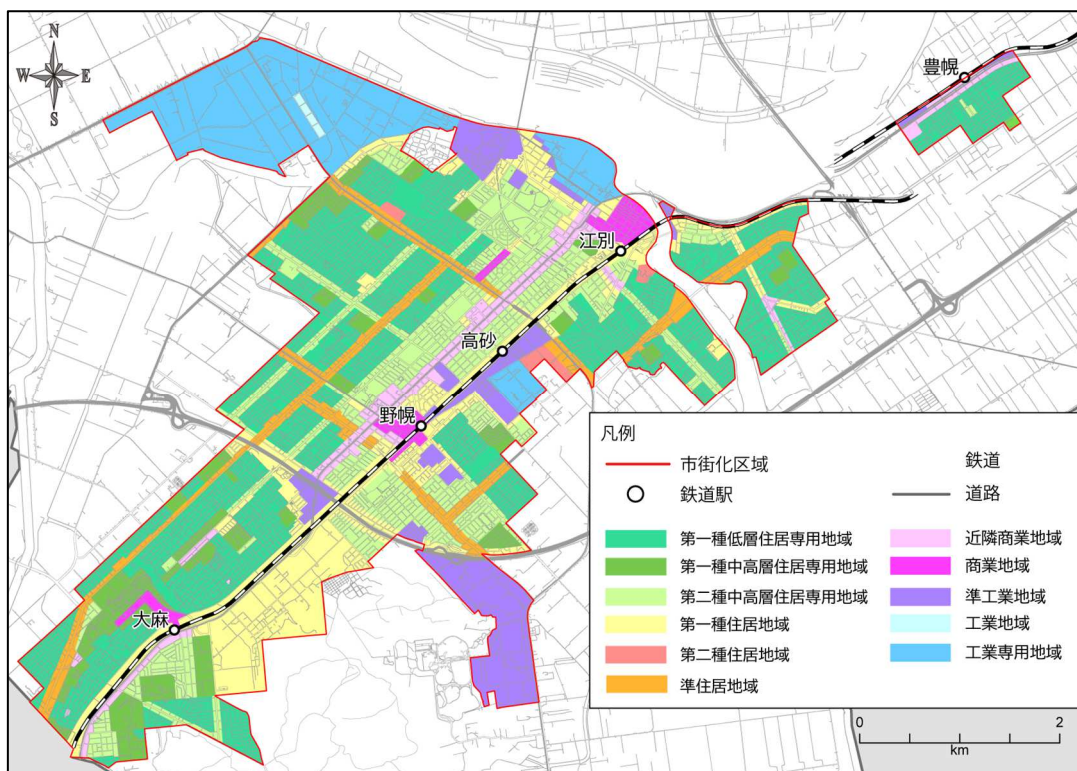 N
W E
S
豊幌
江別
高砂
野幌
大麻
凡例
市街化区域
鉄道
鉄道駅
道路
第一種低層住居専用地域
近隣商業地域
第一種中高層住居専用地域
商業地域
第二種中高層住居専用地域
準工業地域
第一種住居地域
工業地域
第二種住居地域
工業専用地域
準住居地域
0 2
km